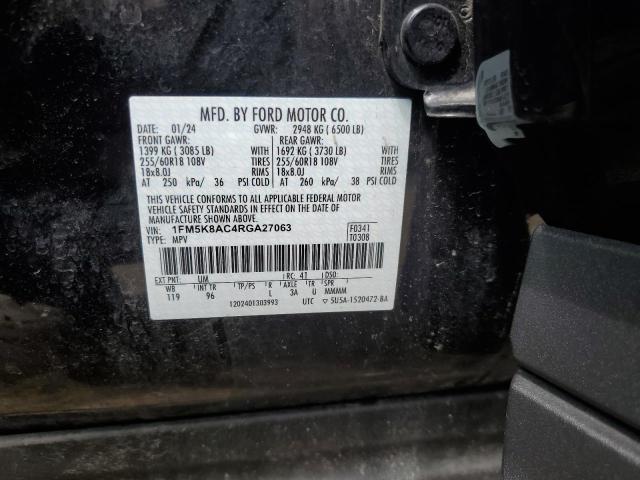 MFD. BY FORD MOTOR CO.
DATE: 01/24 GVWR: 2948 KG ( 6500 LB)
FRONT GAWR: REAR GAWR:
1399 KG ( 3085 LB) WITH 1692 KG ( 3730 LB) WITH
255/60R18 108V TIRES 255/60R18 108V TIRES
18x8.0J RIMS 18x8.0J RIMS
AT 250 kPa/ 36 PSI COLD AT 260 kPa/ 38 PSI COLD
THIS VEHICLE CONFORMS TO ALL APPLICABLE FEDERAL MOTOR
VEHICLE SAFETY STANDARDS IN EFFECT ON THE DATE OF
MANUFACTURE SHOWN ABOVE.
VIN: 1FM5K8AC4RGA27063 F0341
TYPE: MPV T0308
EXT PNT: UM RC: 41 DSO:
WB INT TR TP/PS R AXLE TR SPR
119 96 L 3A U MMMM
1202401303993 UTC ▽ 5U5A-1520472-BA